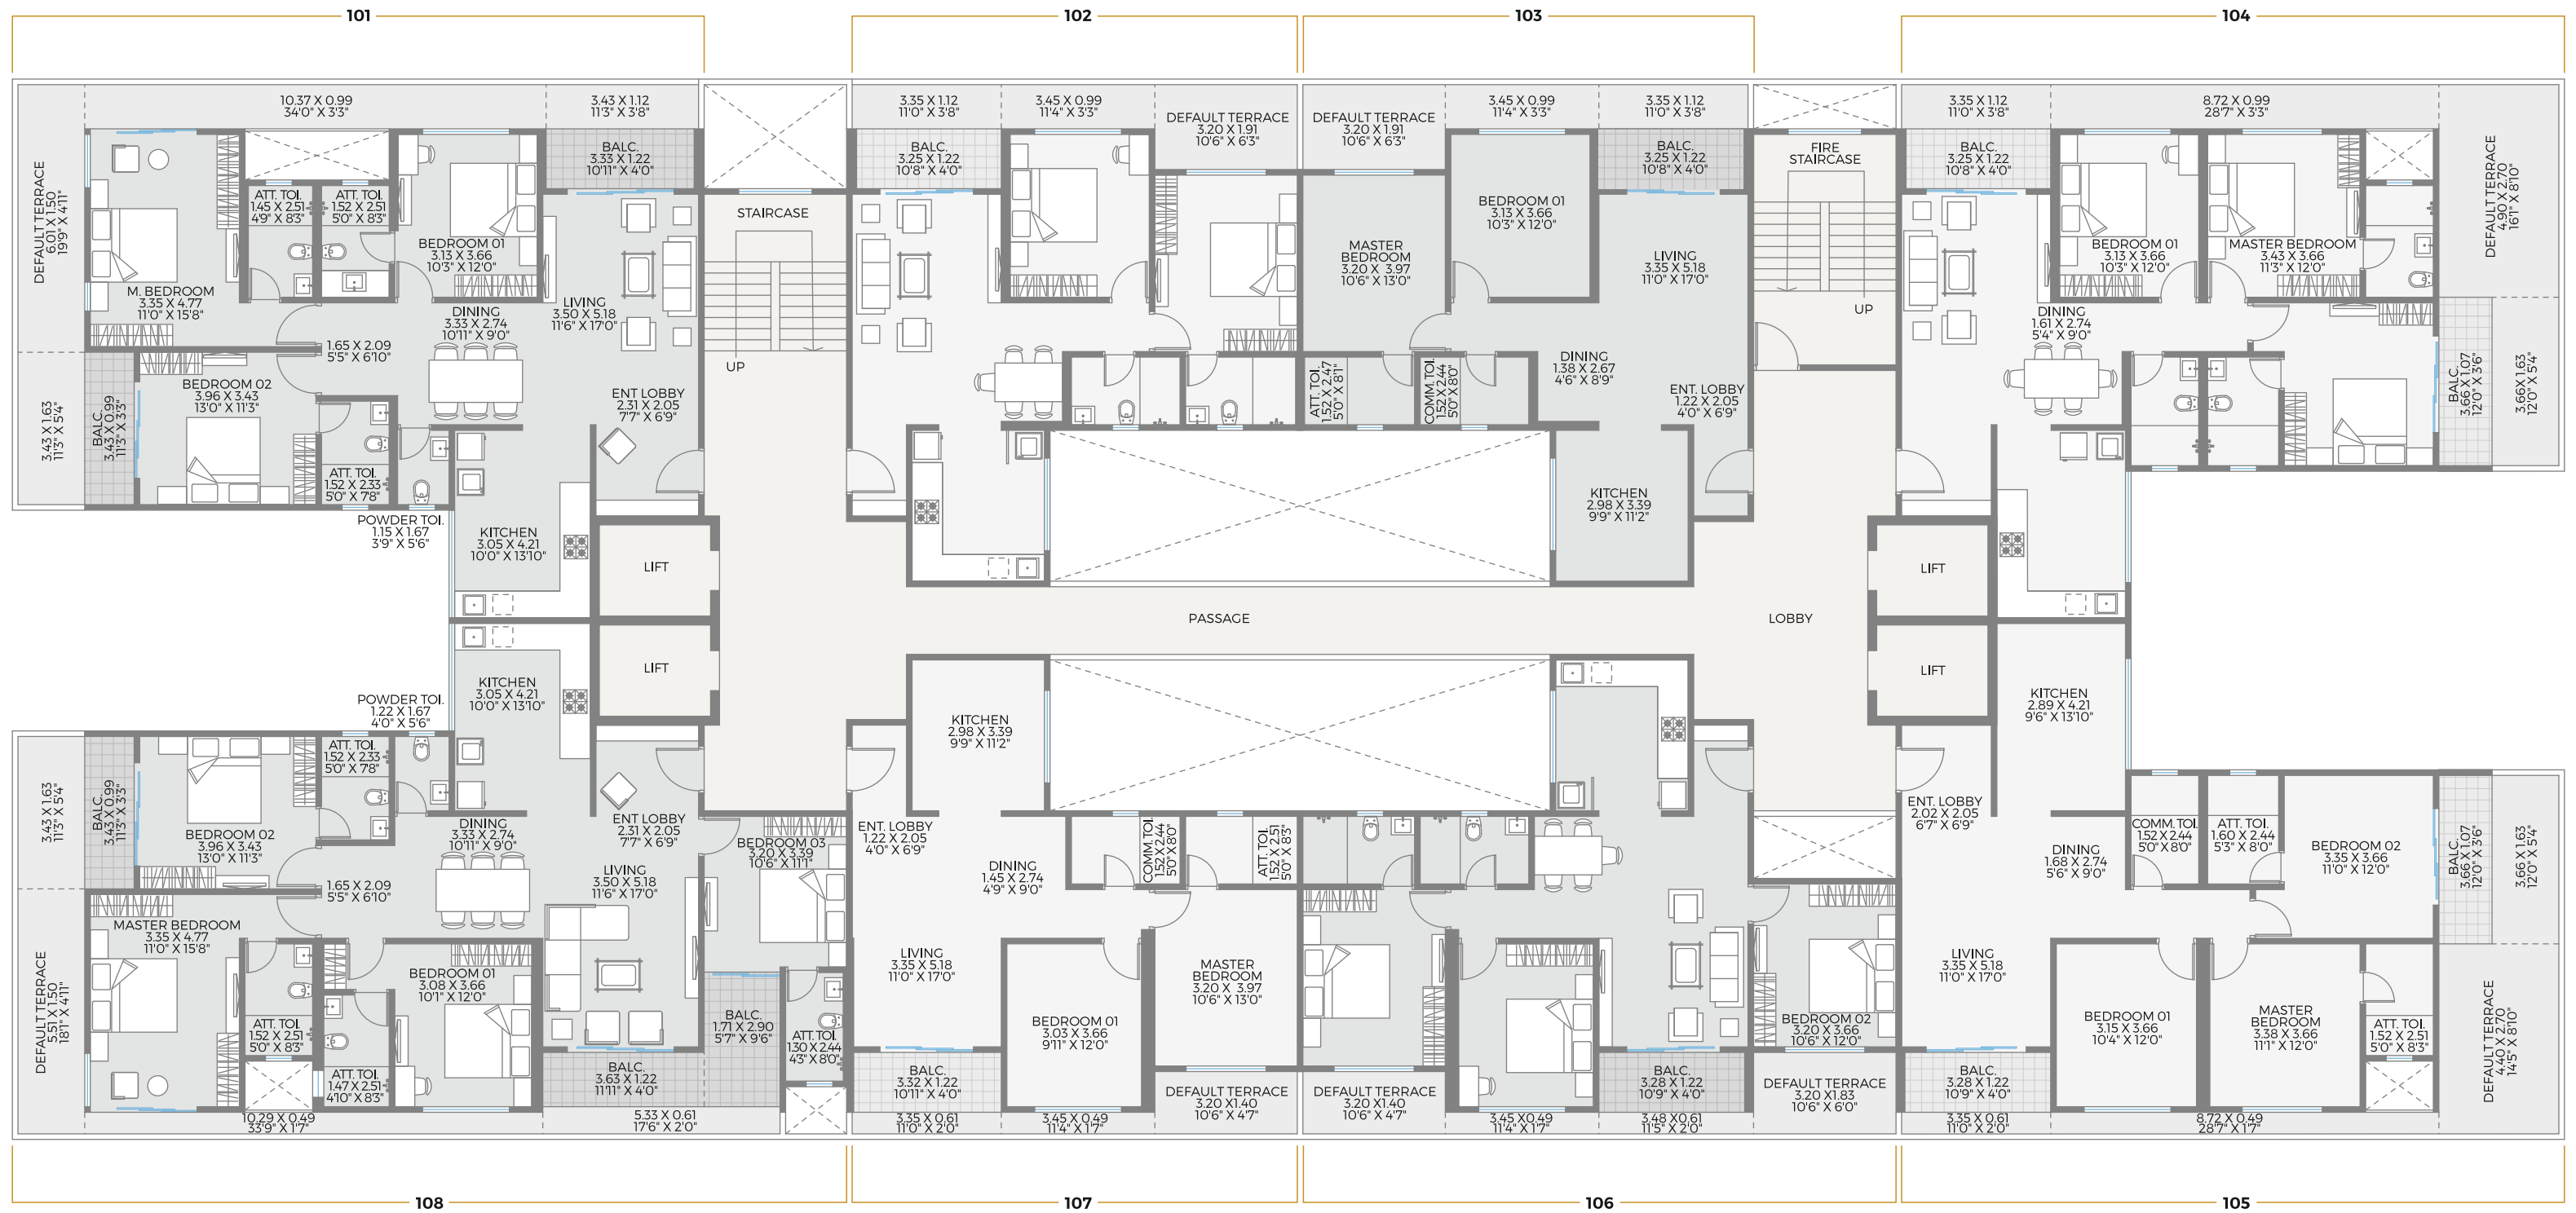 101
102
103
104
10.37 X 0.99
34'0" X 3'3"
3.43 X 1.12
11'3" X 3'8"
DEFAULT TERRACE
6.01 X 1.50
19'9" X 4'11"
ATT. TOI.
1.45 X 2.51
4'9" X 8'3"
ATT. TOI.
1.52 X 2.51
5'0" X 8'3"
BEDROOM 01
3.13 X 3.66
10'3" X 12'0"
BALC.
3.33 X 1.22
10'11" X 4'0"
M. BEDROOM
3.35 X 4.77
11'0" X 15'8"
LIVING
3.50 X 5.18
11'6" X 17'0"
DINING
3.33 X 2.74
10'11" X 9'0"
1.65 X 2.09
5'5" X 6'10"
BEDROOM 02
3.96 X 3.43
13'0" X 11'3"
3.43 X 1.63
11'3" X 5'4"
BALC.
3.43 X 0.99
11'3" X 3'3"
ENT LOBBY
2.31 X 2.05
7'7" X 6'9"
ATT. TOI.
1.52 X 2.33
5'0" X 7'8"
POWDER TOI.
1.15 X 1.67
3'9" X 5'6"
KITCHEN
3.05 X 4.21
10'0" X 13'10"
STAIRCASE
UP
LIFT
LIFT
3.35 X 1.12
11'0" X 3'8"
3.45 X 0.99
11'4" X 3'3"
DEFAULT TERRACE
3.20 X 1.91
10'6" X 6'3"
BALC.
3.25 X 1.22
10'8" X 4'0"
DEFAULT TERRACE
3.20 X 1.91
10'6" X 6'3"
3.45 X 0.99
11'4" X 3'3"
3.35 X 1.12
11'0" X 3'8"
BEDROOM 01
3.13 X 3.66
10'3" X 12'0"
BALC.
3.25 X 1.22
10'8" X 4'0"
MASTER
BEDROOM
3.20 X 3.97
10'6" X 13'0"
LIVING
3.35 X 5.18
11'0" X 17'0"
ATT. TOI.
1.52 X 2.47
5'0" X 8'1"
COMM. TOI.
1.52 X 2.44
5'0" X 8'0"
DINING
1.38 X 2.67
4'6" X 8'9"
ENT. LOBBY
1.22 X 2.05
4'0" X 6'9"
KITCHEN
2.98 X 3.39
9'9" X 11'2"
FIRE
STAIRCASE
UP
3.35 X 1.12
11'0" X 3'8"
8.72 X 0.99
28'7" X 3'3"
BALC.
3.25 X 1.22
10'8" X 4'0"
BEDROOM 01
3.13 X 3.66
10'3" X 12'0"
MASTER BEDROOM
3.43 X 3.66
11'3" X 12'0"
DEFAULT TERRACE
4.90 X 2.70
16'1" X 8'10"
DINING
1.61 X 2.74
5'4" X 9'0"
BALC.
3.66 X 1.07
12'0" X 3'6"
3.66X 1.63
12'0" X 5'4"
LIFT
LIFT
PASSAGE
LOBBY
POWDER TOI.
1.22 X 1.67
4'0" X 5'6"
KITCHEN
3.05 X 4.21
10'0" X 13'10"
3.43 X 1.63
11'3" X 5'4"
BALC.
3.43 X 0.99
11'3" X 3'3"
ATT. TOI.
1.52 X 2.33
5'0" X 7'8"
BEDROOM 02
3.96 X 3.43
13'0" X 11'3"
DINING
3.33 X 2.74
10'11" X 9'0"
ENT LOBBY
2.31 X 2.05
7'7" X 6'9"
BEDROOM 03
3.20 X 3.39
10'6" X 11'1"
1.65 X 2.09
5'5" X 6'10"
LIVING
3.50 X 5.18
11'6" X 17'0"
MASTER BEDROOM
3.35 X 4.77
11'0" X 15'8"
DEFAULT TERRACE
5.51 X 1.50
18'1" X 4'11"
BEDROOM 01
3.08 X 3.66
10'1" X 12'0"
ATT. TOI.
1.52 X 2.51
5'0" X 8'3"
ATT. TOI.
1.47 X 2.51
4'10" X 8'3"
BALC.
1.71 X 2.90
5'7" X 9'6"
ATT.TOI.
1.30 X 2.44
4'3" X 8'0"
BALC.
3.63 X 1.22
11'11" X 4'0"
10.29 X 0.49
33'9" X 1'7"
5.33 X 0.61
17'6" X 2'0"
KITCHEN
2.98 X 3.39
9'9" X 11'2"
ENT. LOBBY
1.22 X 2.05
4'0" X 6'9"
DINING
1.45 X 2.74
4'9" X 9'0"
COMM. TOI.
1.52 X 2.44
5'0" X 8'0"
ATT. TOI.
1.52 X 2.51
5'0" X 8'3"
LIVING
3.35 X 5.18
11'0" X 17'0"
MASTER
BEDROOM
3.20 X 3.97
10'6" X 13'0"
BEDROOM 01
3.03 X 3.66
9'11" X 12'0"
BALC.
3.32 X 1.22
10'11" X 4'0"
DEFAULT TERRACE
3.20 X1.40
10'6" X 4'7"
3.35 X 0.61
11'0" X 2'0"
3.45 X 0.49
11'4" X 1'7"
DEFAULT TERRACE
3.20 X1.40
10'6" X 4'7"
BEDROOM 02
3.20 X 3.66
10'6" X 12'0"
BALC.
3.28 X 1.22
10'9" X 4'0"
DEFAULT TERRACE
3.20 X1.83
10'6" X 6'0"
3.45 X 0.49
11'4" X 1'7"
3.48 X 0.61
11'5" X 2'0"
KITCHEN
2.89 X 4.21
9'6" X 13'10"
ENT. LOBBY
2.02 X 2.05
6'7" X 6'9"
DINING
1.68 X 2.74
5'6" X 9'0"
COMM. TOI.
1.52 X 2.44
5'0" X 8'0"
ATT. TOI.
1.60 X 2.44
5'3" X 8'0"
BEDROOM 02
3.35 X 3.66
11'0" X 12'0"
BALC.
3.66 X 1.07
12'0" X 3'6"
3.66 X 1.63
12'0" X 5'4"
LIVING
3.35 X 5.18
11'0" X 17'0"
BEDROOM 01
3.15 X 3.66
10'4" X 12'0"
MASTER
BEDROOM
3.38 X 3.66
11'1" X 12'0"
ATT. TOI.
1.52 X 2.51
5'0" X 8'3"
DEFAULT TERRACE
4.40 X 2.70
14'5" X 8'10"
BALC.
3.28 X 1.22
10'9" X 4'0"
3.35 X 0.61
11'0" X 2'0"
8.72 X 0.49
28'7" X 1'7"
108
107
106
105